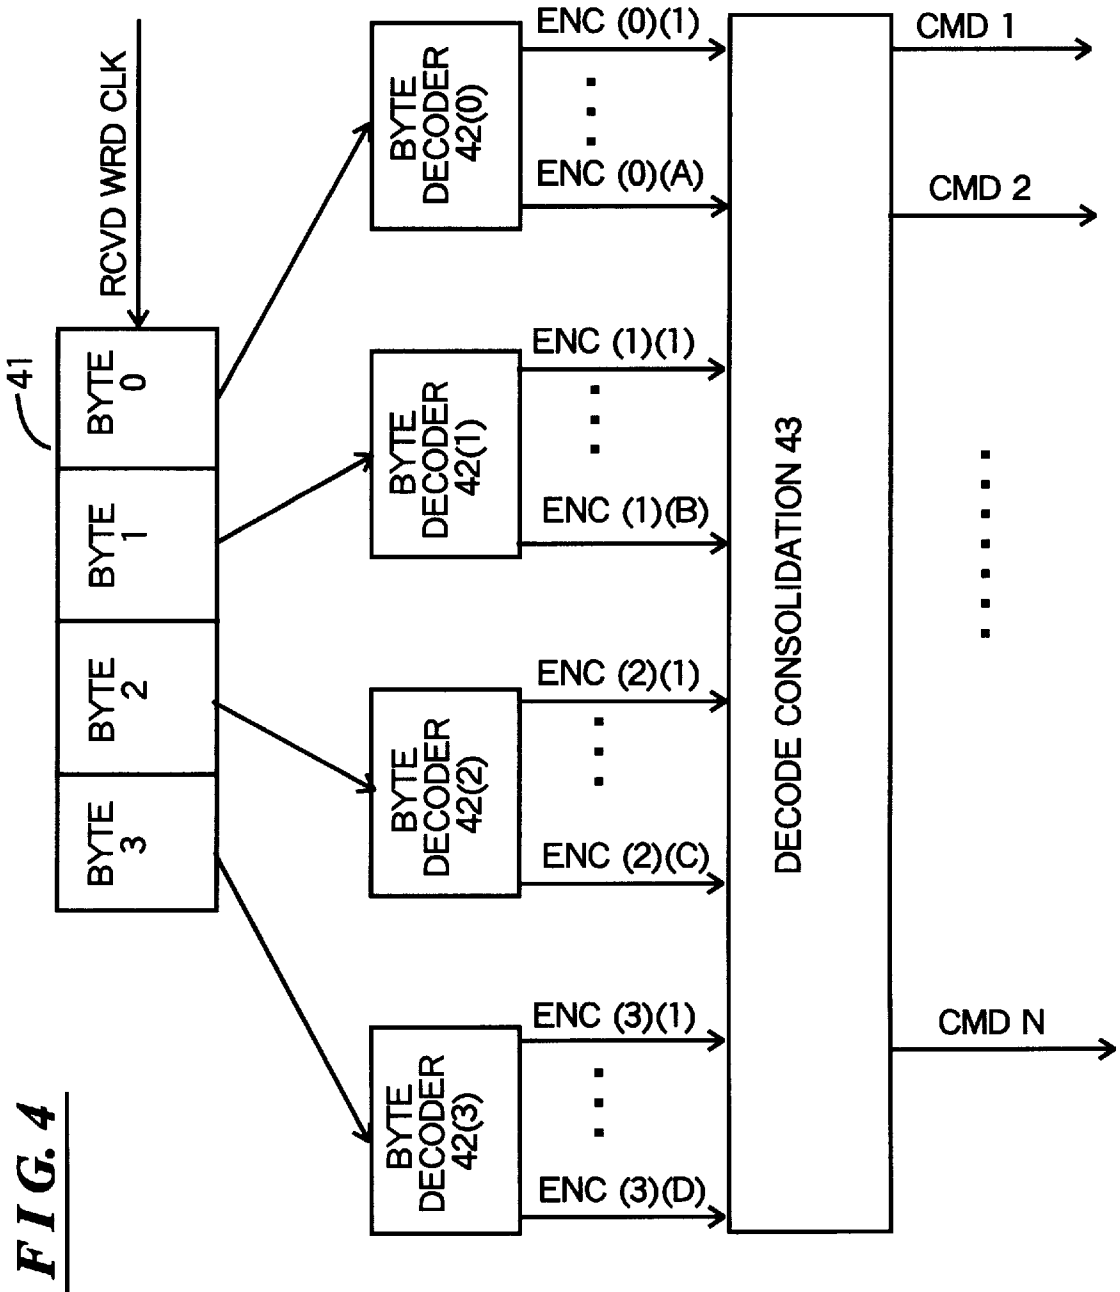 FIG. 4
41
RCVD WRD CLK
BYTE
3
BYTE
2
BYTE
1
BYTE
0
BYTE
DECODER
42(3)
BYTE
DECODER
42(2)
BYTE
DECODER
42(1)
BYTE
DECODER
42(0)
ENC (3)(D)
ENC (3)(1)
ENC (2)(C)
ENC (2)(1)
ENC (1)(B)
ENC (1)(1)
ENC (0)(A)
ENC (0)(1)
DECODE CONSOLIDATION 43
CMD N
CMD 2
CMD 1